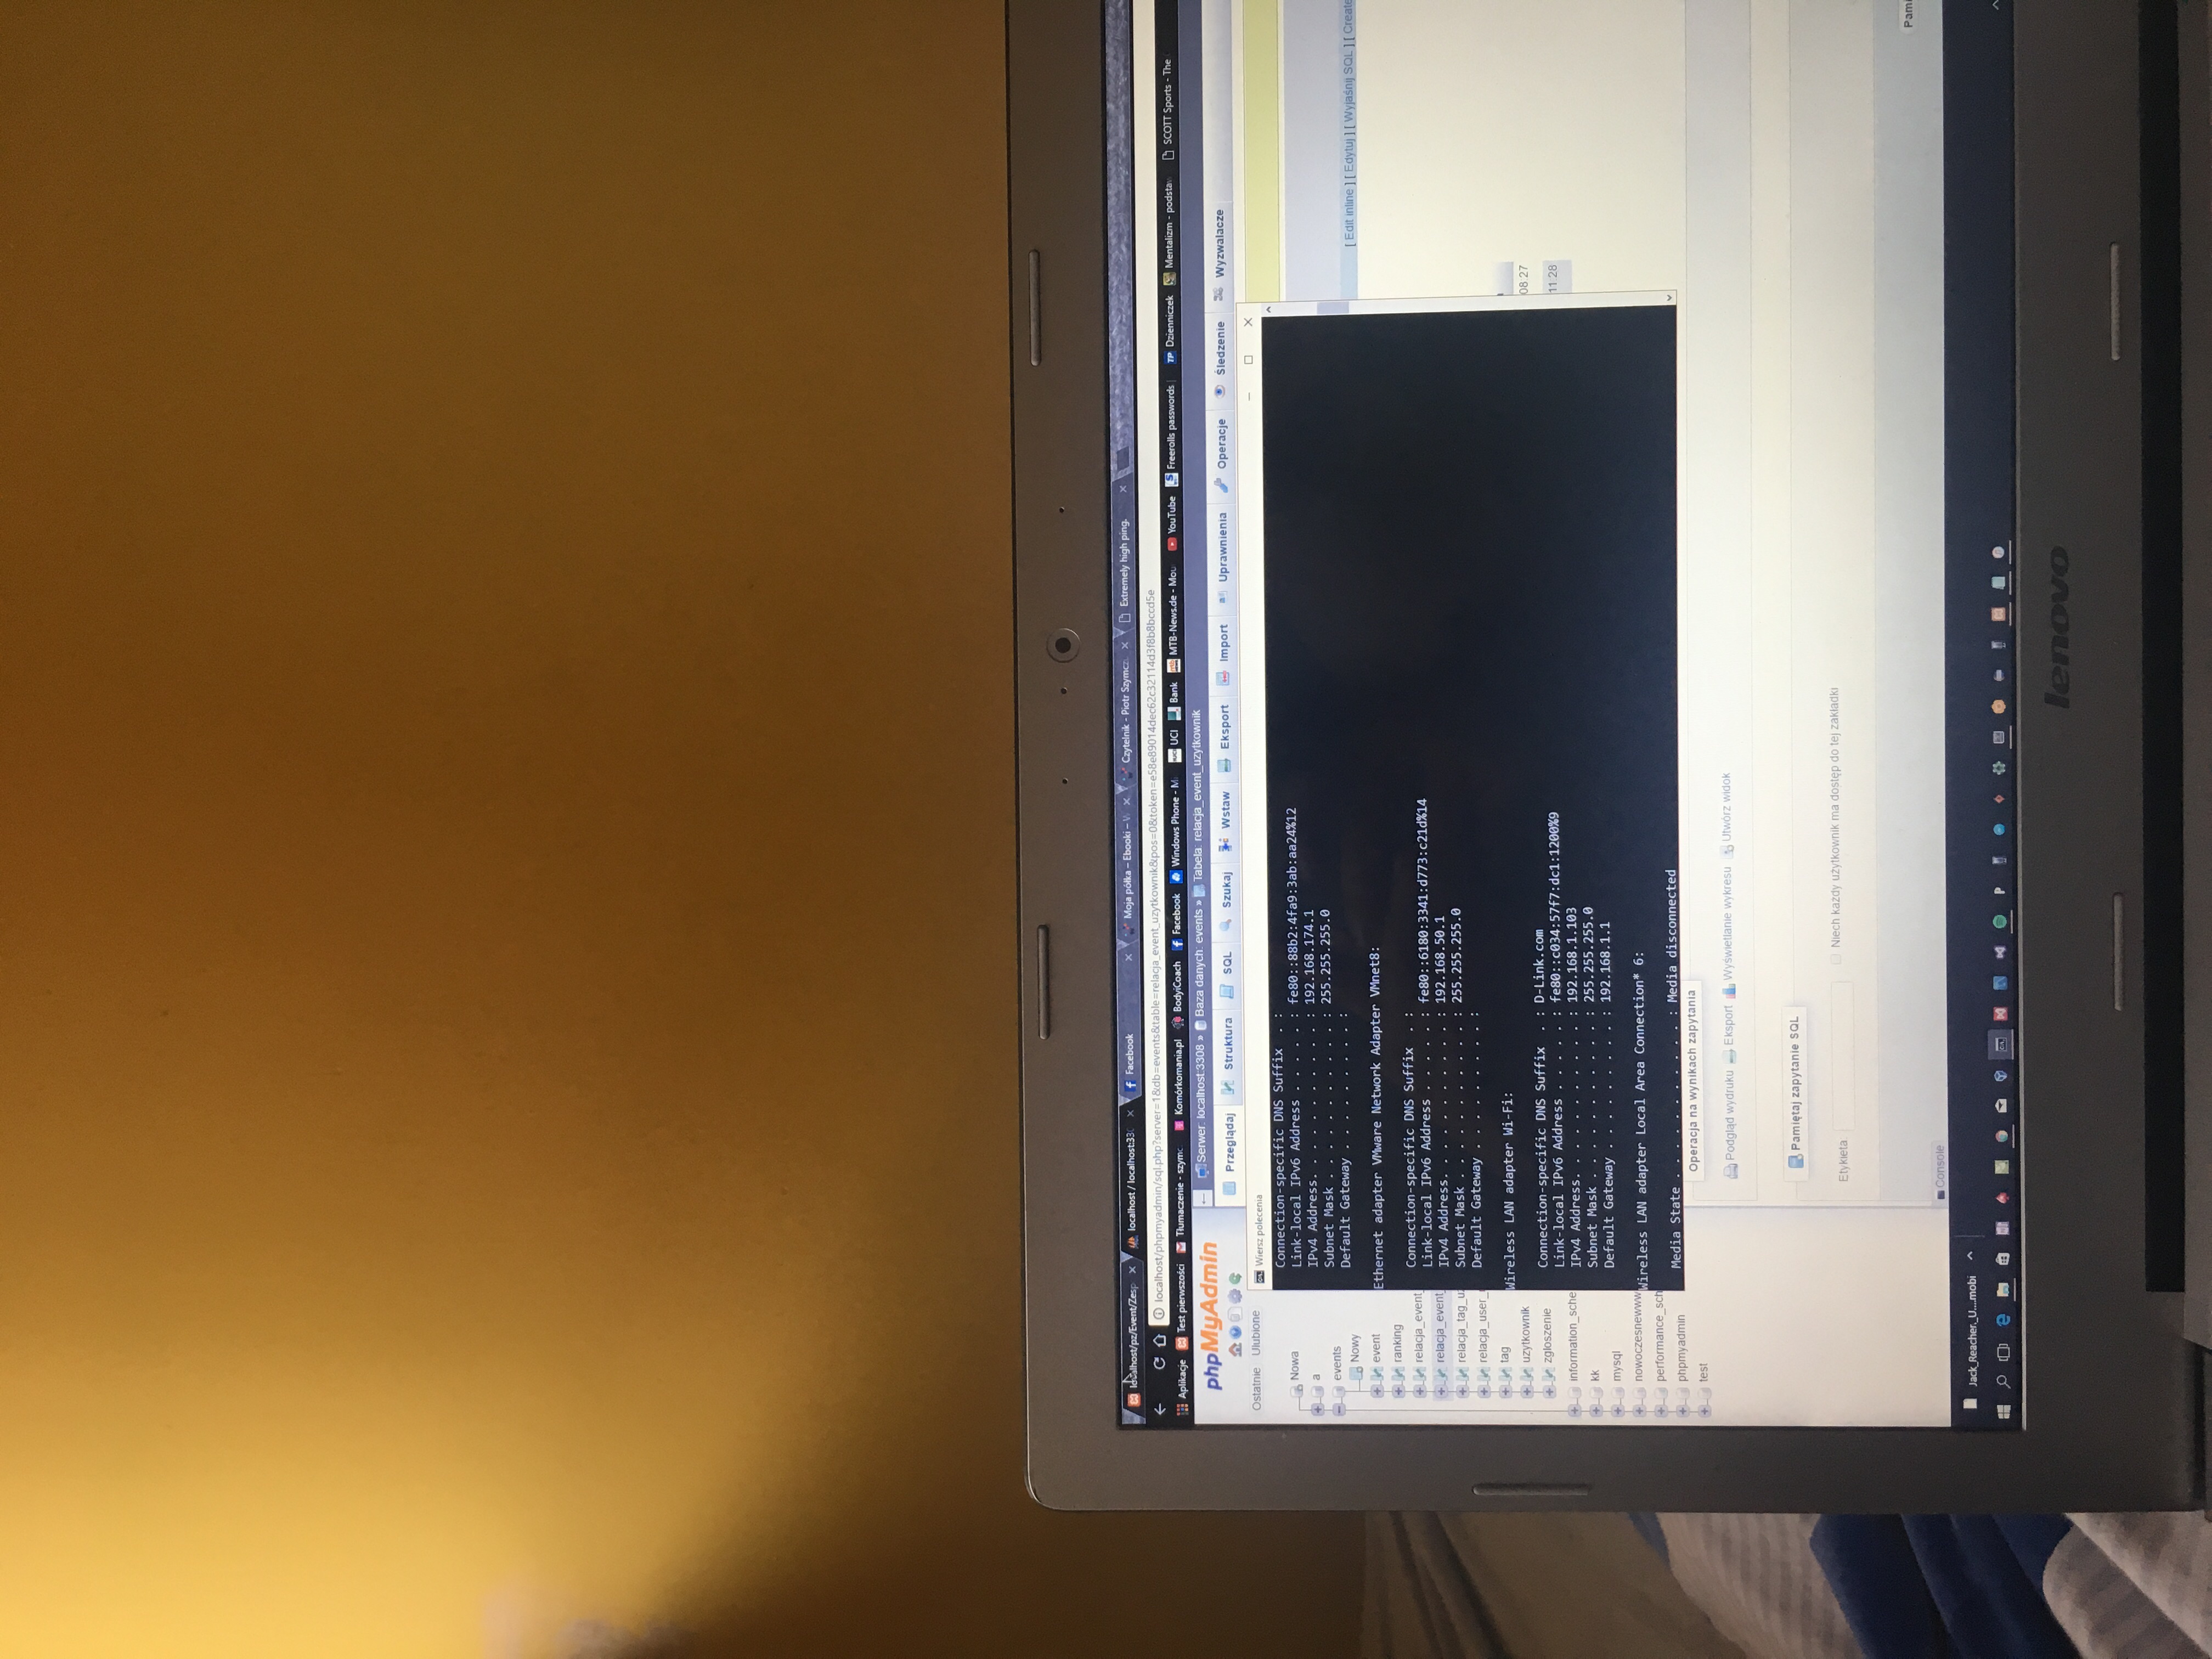 localhost/pz/Event/Zesp
localhost / localhost:330
Facebook
Moja półka – Ebooki – W
Czytelnik - Piotr Szymcz
Extremely high ping.
localhost/phpmyadmin/sql.php?server=1&db=events&table=relacja_event_uzytkownik&pos=0&token=e58e89014dec62c32114d3f8b8bccd5e
Aplikacje
Test pierwszości
Tłumaczenie - szymc
Komórkomania.pl
BodyiCoach
Facebook
Windows Phone - M
UCI
Bank
MTB-News.de - Mou
YouTube
Freerolls passwords |
TP Dzienniczek
Mentalizm - podstaw
SCOTT Sports - The
phpMyAdmin
Ostatnie Ulubione
Nowa
a
events
Nowy
event
ranking
relacja_event_
relacja_event_
relacja_tag_u
relacja_user_
tag
uzytkownik
zgloszenie
information_sche
kk
mysql
nowoczesnewww
performance_sch
phpmyadmin
test
Serwer: localhost:3308 » Baza danych: events » Tabela: relacja_event_uzytkownik
Przeglądaj Struktura SQL Szukaj Wstaw Eksport Import Uprawnienia Operacje Śledzenie Wyzwalacze
Wiersz polecenia
Connection-specific DNS Suffix . :
Link-local IPv6 Address . . . . . : fe80::88b2:4fa9:3ab:aa24%12
IPv4 Address. . . . . . . . . . . : 192.168.174.1
Subnet Mask . . . . . . . . . . . : 255.255.255.0
Default Gateway . . . . . . . . . :
Ethernet adapter VMware Network Adapter VMnet8:
Connection-specific DNS Suffix . :
Link-local IPv6 Address . . . . . : fe80::6180:3341:d773:c21d%14
IPv4 Address. . . . . . . . . . . : 192.168.50.1
Subnet Mask . . . . . . . . . . . : 255.255.255.0
Default Gateway . . . . . . . . . :
Wireless LAN adapter Wi-Fi:
Connection-specific DNS Suffix . : D-Link.com
Link-local IPv6 Address . . . . . : fe80::c034:57f7:dc1:1200%9
IPv4 Address. . . . . . . . . . . : 192.168.1.103
Subnet Mask . . . . . . . . . . . : 255.255.255.0
Default Gateway . . . . . . . . . : 192.168.1.1
Wireless LAN adapter Local Area Connection* 6:
Media State . . . . . . . . . . . : Media disconnected
[ Edit inline ] [ Edytuj ] [ Wyjaśnij SQL ] [ Create
08:27
11:28
Operacja na wynikach zapytania
Podgląd wydruku Eksport Wyświetlanie wykresu Utwórz widok
Pamiętaj zapytanie SQL
Etykieta:
Niech każdy użytkownik ma dostęp do tej zakładki
Pami
Console
Jack_Reacher._U....mobi
lenovo